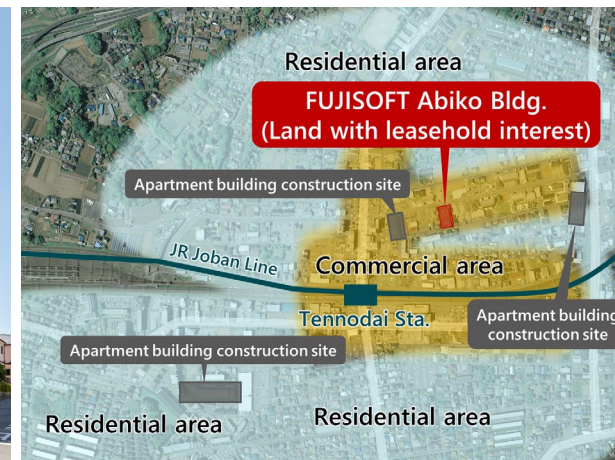 Residential area
FUJISOFT Abiko Bldg.
(Land with leasehold interest)
Apartment building construction site
JR Joban Line
Commercial area
Tennodai Sta.
Apartment building
construction site
Apartment building construction site
Residential area
Residential area